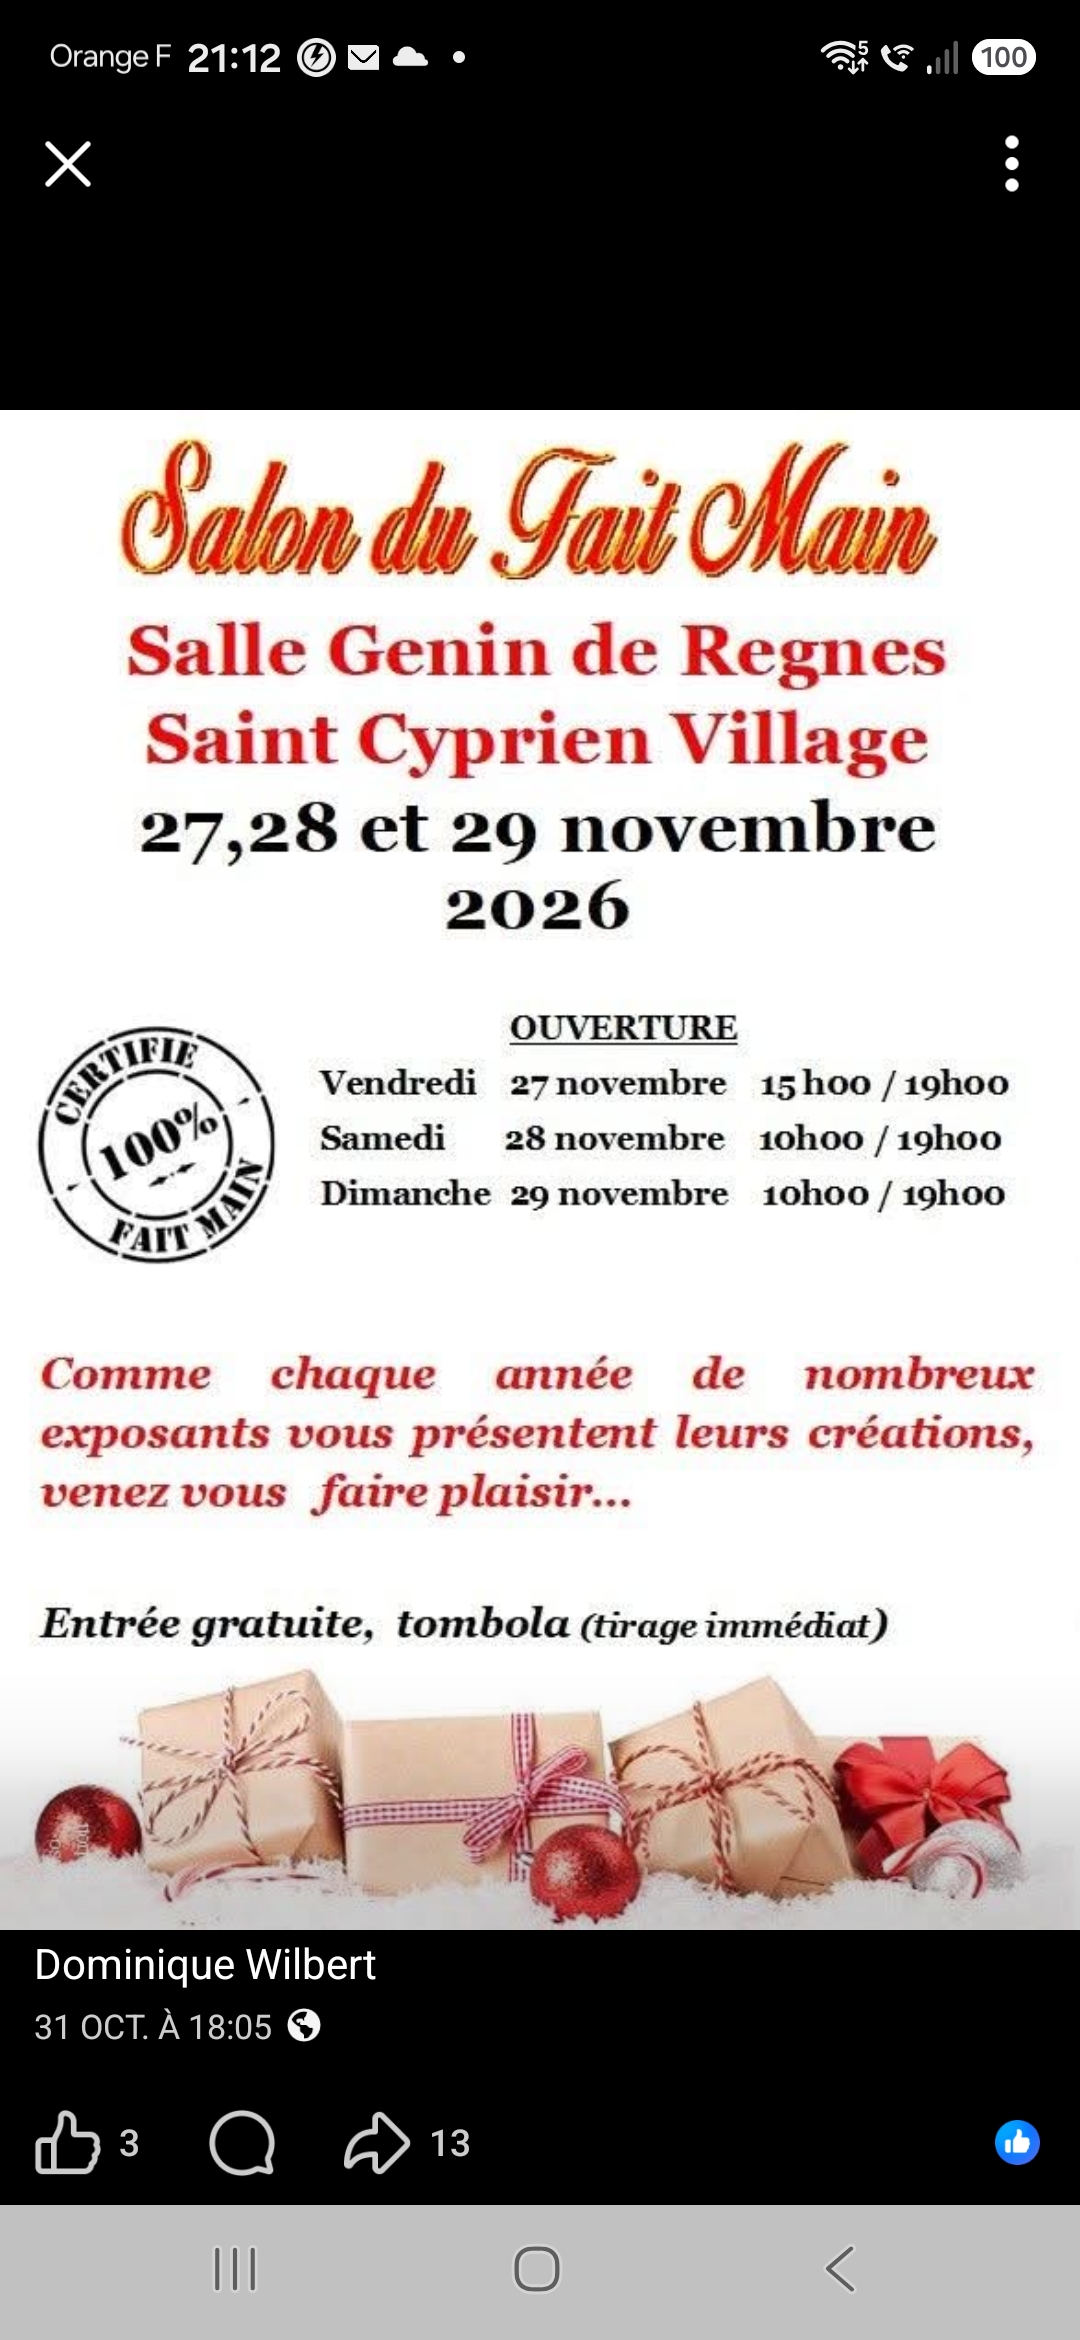 Orange F 21:12
5
100
Salon du Fait Main
Salle Genin de Regnes
Saint Cyprien Village
27,28 et 29 novembre
2026
OUVERTURE
Vendredi 27 novembre 15h00 / 19h00
Samedi 28 novembre 10h00 / 19h00
Dimanche 29 novembre 10h00 / 19h00
CERTIFIE
100%
FAIT MAIN
Comme chaque année de nombreux
exposants vous présentent leurs créations,
venez vous faire plaisir...
Entrée gratuite, tombola (tirage immédiat)
Dominique Wilbert
31 OCT. À 18:05
3
13